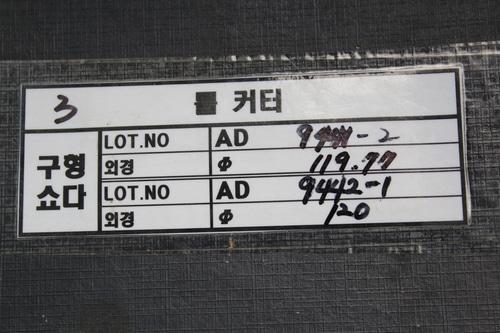 3 롤 커터
구형 쇼다
LOT.NO AD 9441-2
외경 Φ 119.77
LOT.NO AD 9442-1
외경 Φ 120